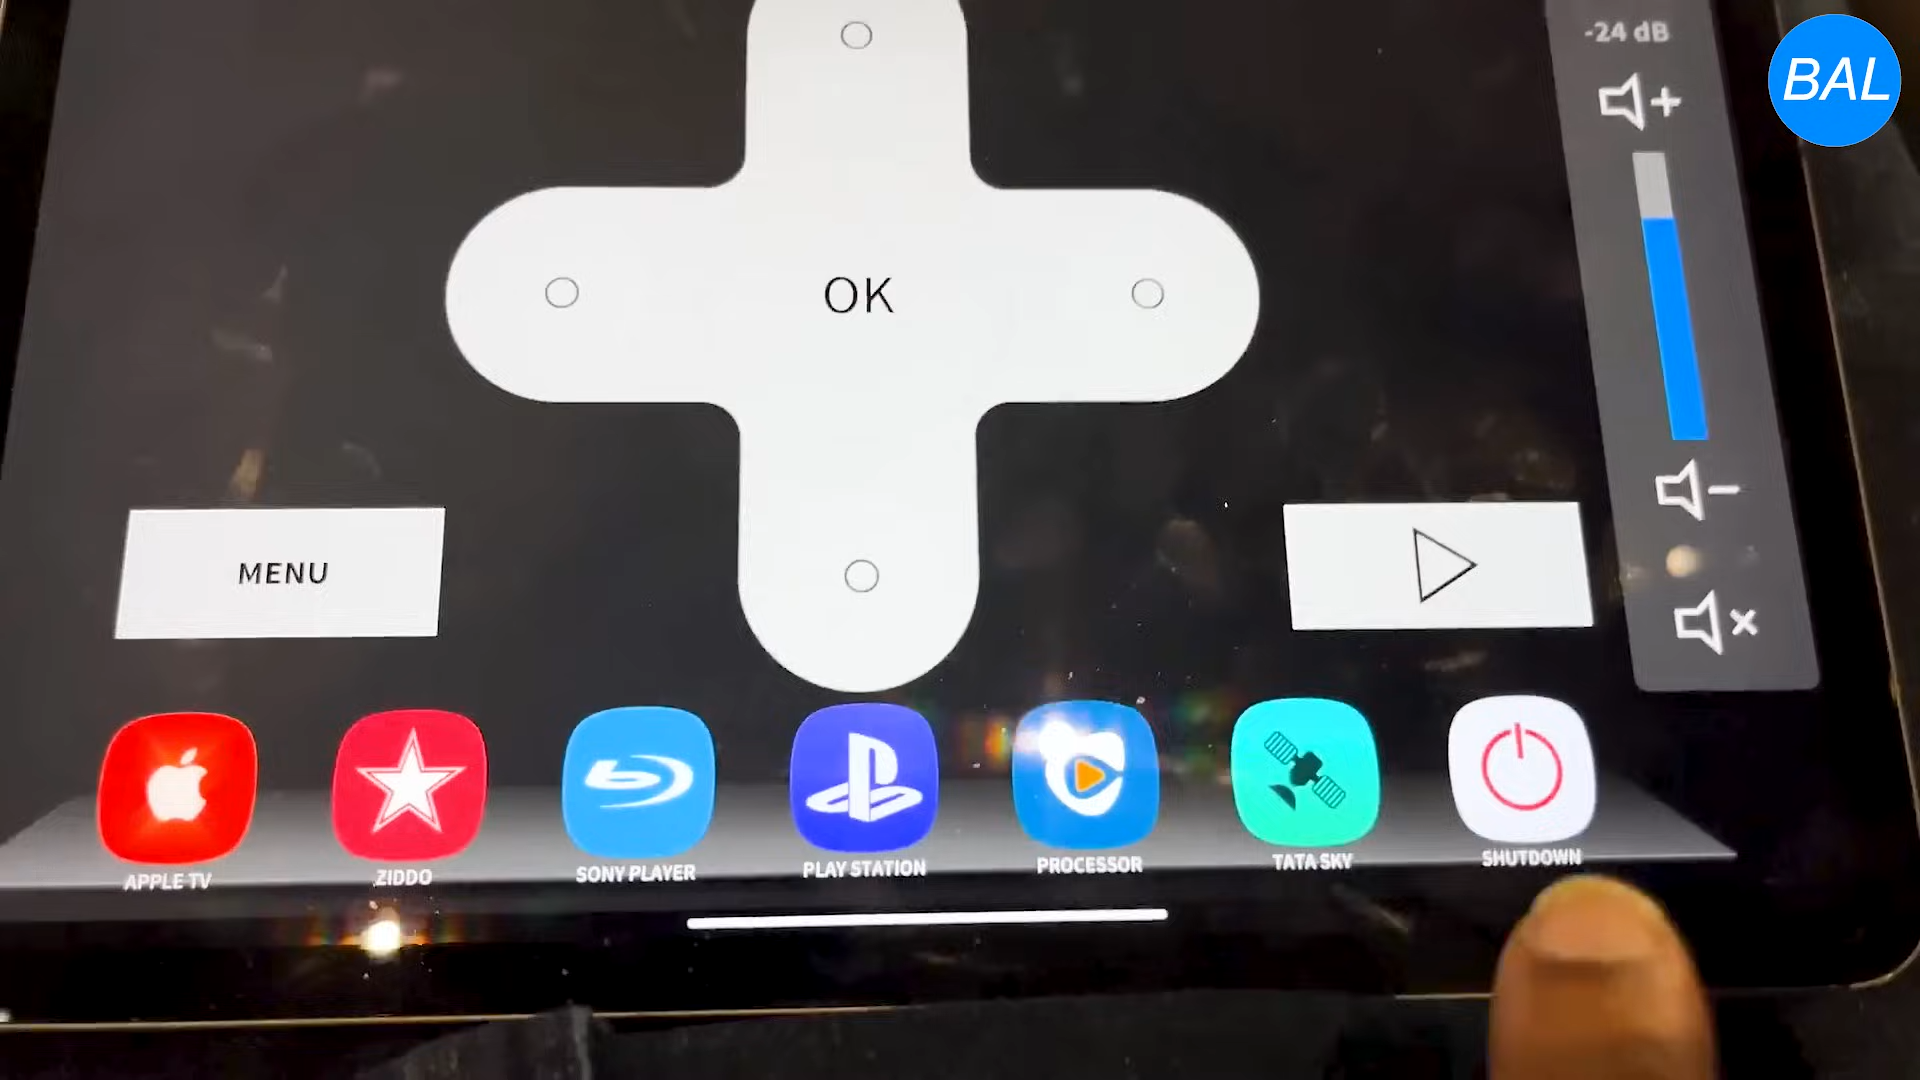 -24 dB
BAL
OK
MENU
APPLE TV
ZIDDO
SONY PLAYER
PLAY STATION
PROCESSOR
TATA SKY
SHUTDOWN